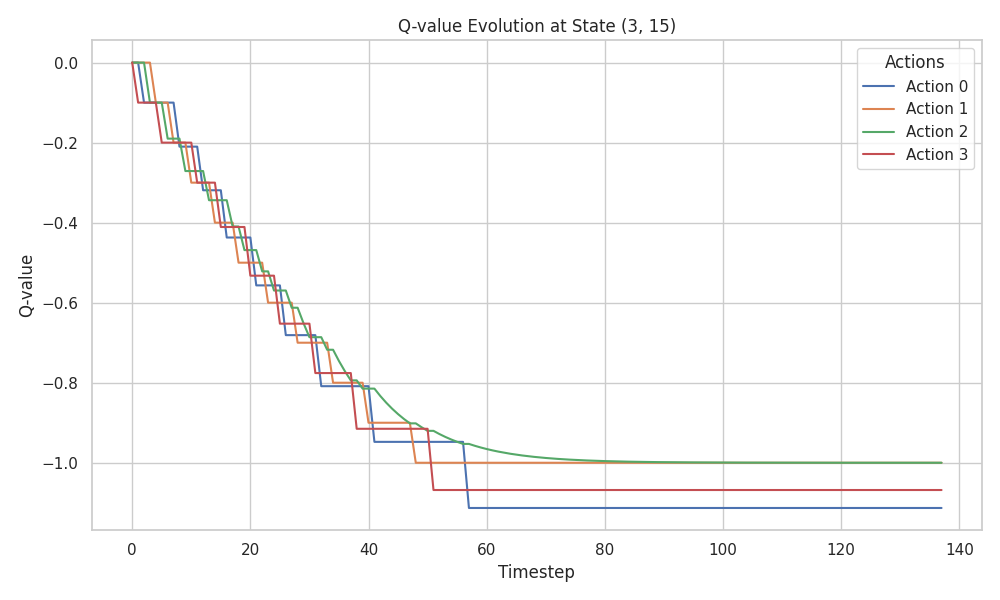 Q-value Evolution at State (3, 15)
Actions
Action 0
Action 1
Action 2
Action 3
Q-value
0.0
−0.2
−0.4
−0.6
−0.8
−1.0
0 20 40 60 80 100 120 140
Timestep